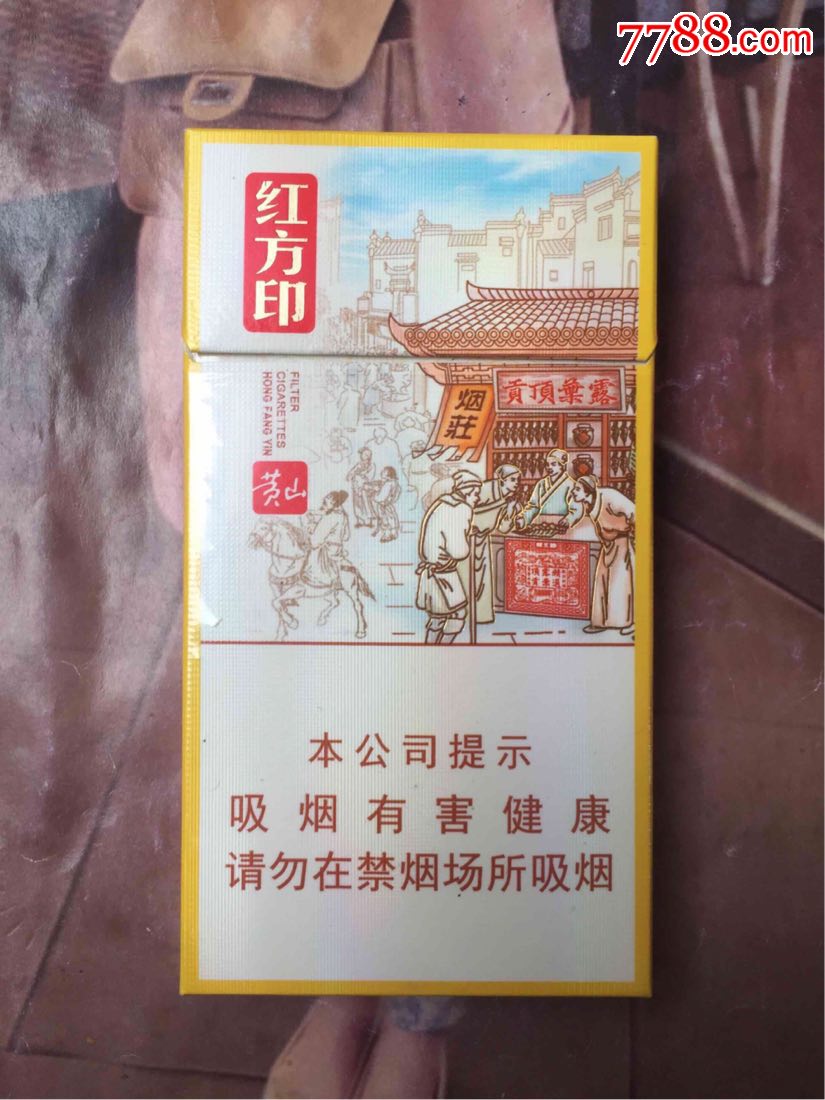 7788.com
红方印
FILTER
CIGARETTES
HONG FANG YIN
黄山
烟莊
貢頂葉露
本公司提示
吸烟有害健康
请勿在禁烟场所吸烟